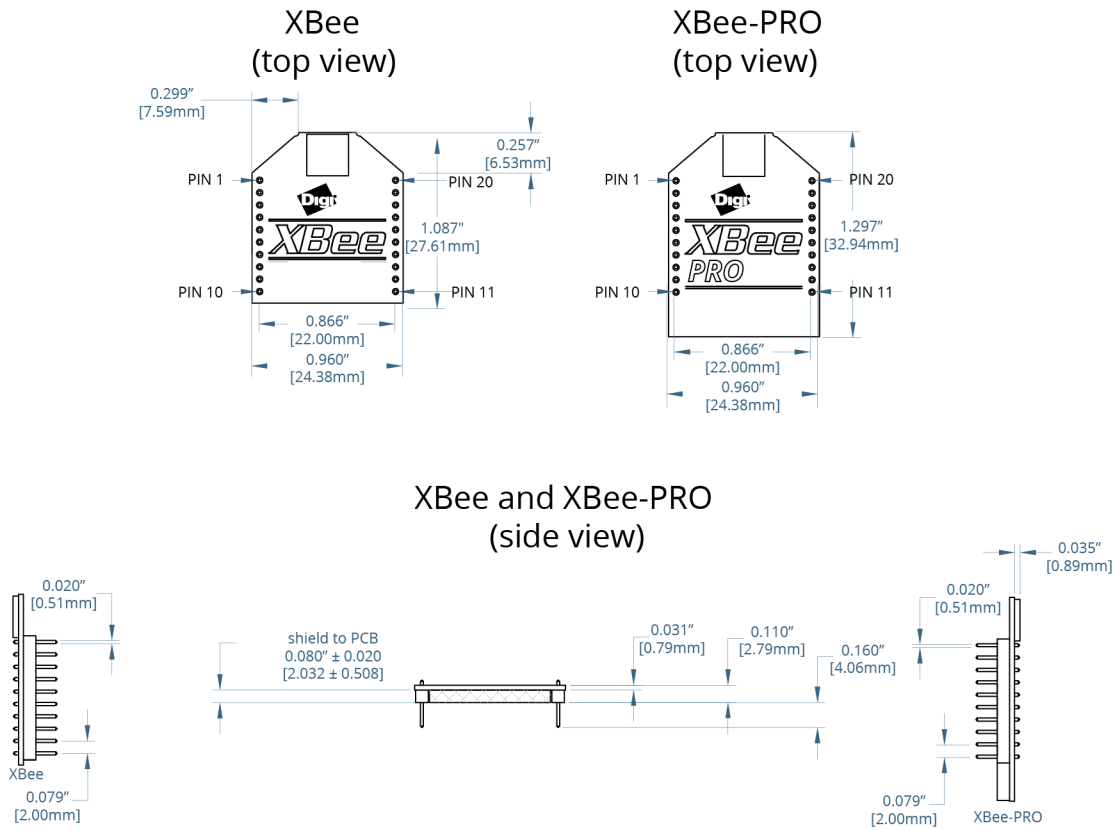 XBee
(top view)
0.299”
[7.59mm]
0.257”
[6.53mm]
PIN 1
PIN 20
Digi
XBee
1.087”
[27.61mm]
PIN 10
PIN 11
0.866”
[22.00mm]
0.960”
[24.38mm]
XBee-PRO
(top view)
PIN 1
PIN 20
Digi
XBee
PRO
1.297”
[32.94mm]
PIN 10
PIN 11
0.866”
[22.00mm]
0.960”
[24.38mm]
XBee and XBee-PRO
(side view)
0.020”
[0.51mm]
XBee
0.079”
[2.00mm]
shield to PCB
0.080” ± 0.020
[2.032 ± 0.508]
0.031”
[0.79mm]
0.110”
[2.79mm]
0.160”
[4.06mm]
0.035”
[0.89mm]
0.020”
[0.51mm]
0.079”
[2.00mm]
XBee-PRO